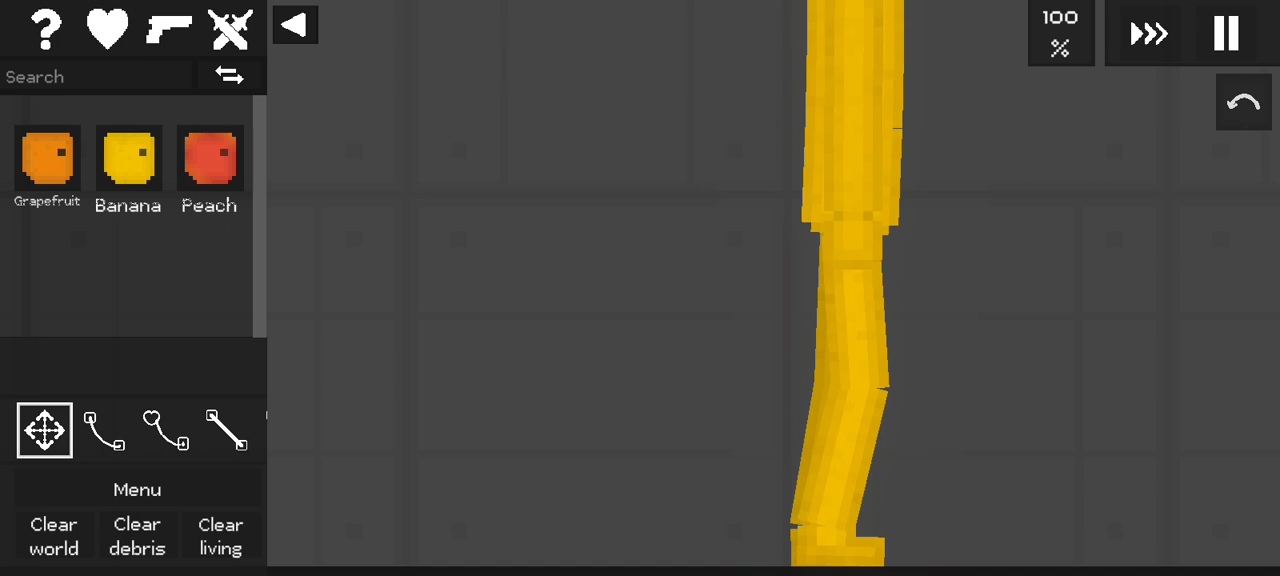 100
%
Search
Grapefruit
Banana
Peach
Menu
Clear world
Clear debris
Clear living